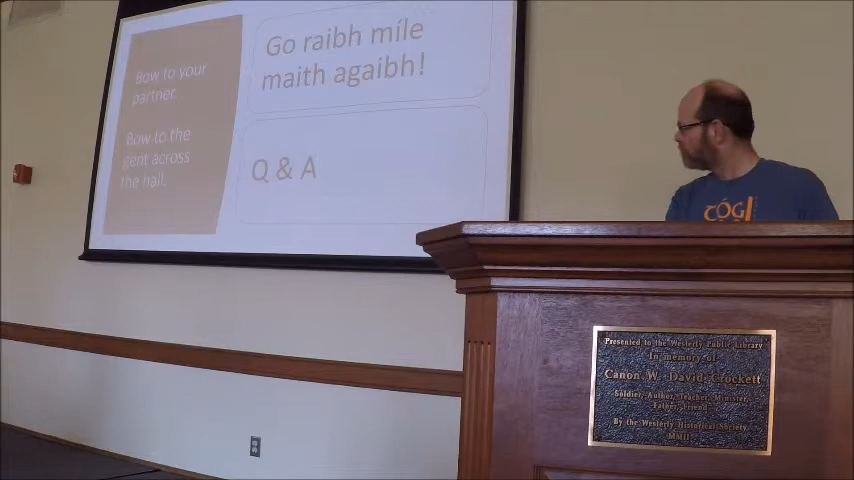 Bow to your
partner.
Bow to the
gent across
the hall.
Go raibh míle
maith agaibh!
Q & A
TÓG
Presented to the Westerly Public Library
In memory of
Canon W. David Crockett
Soldier, Author, Teacher, Minister,
Father, Friend
By the Westerly Historical Society